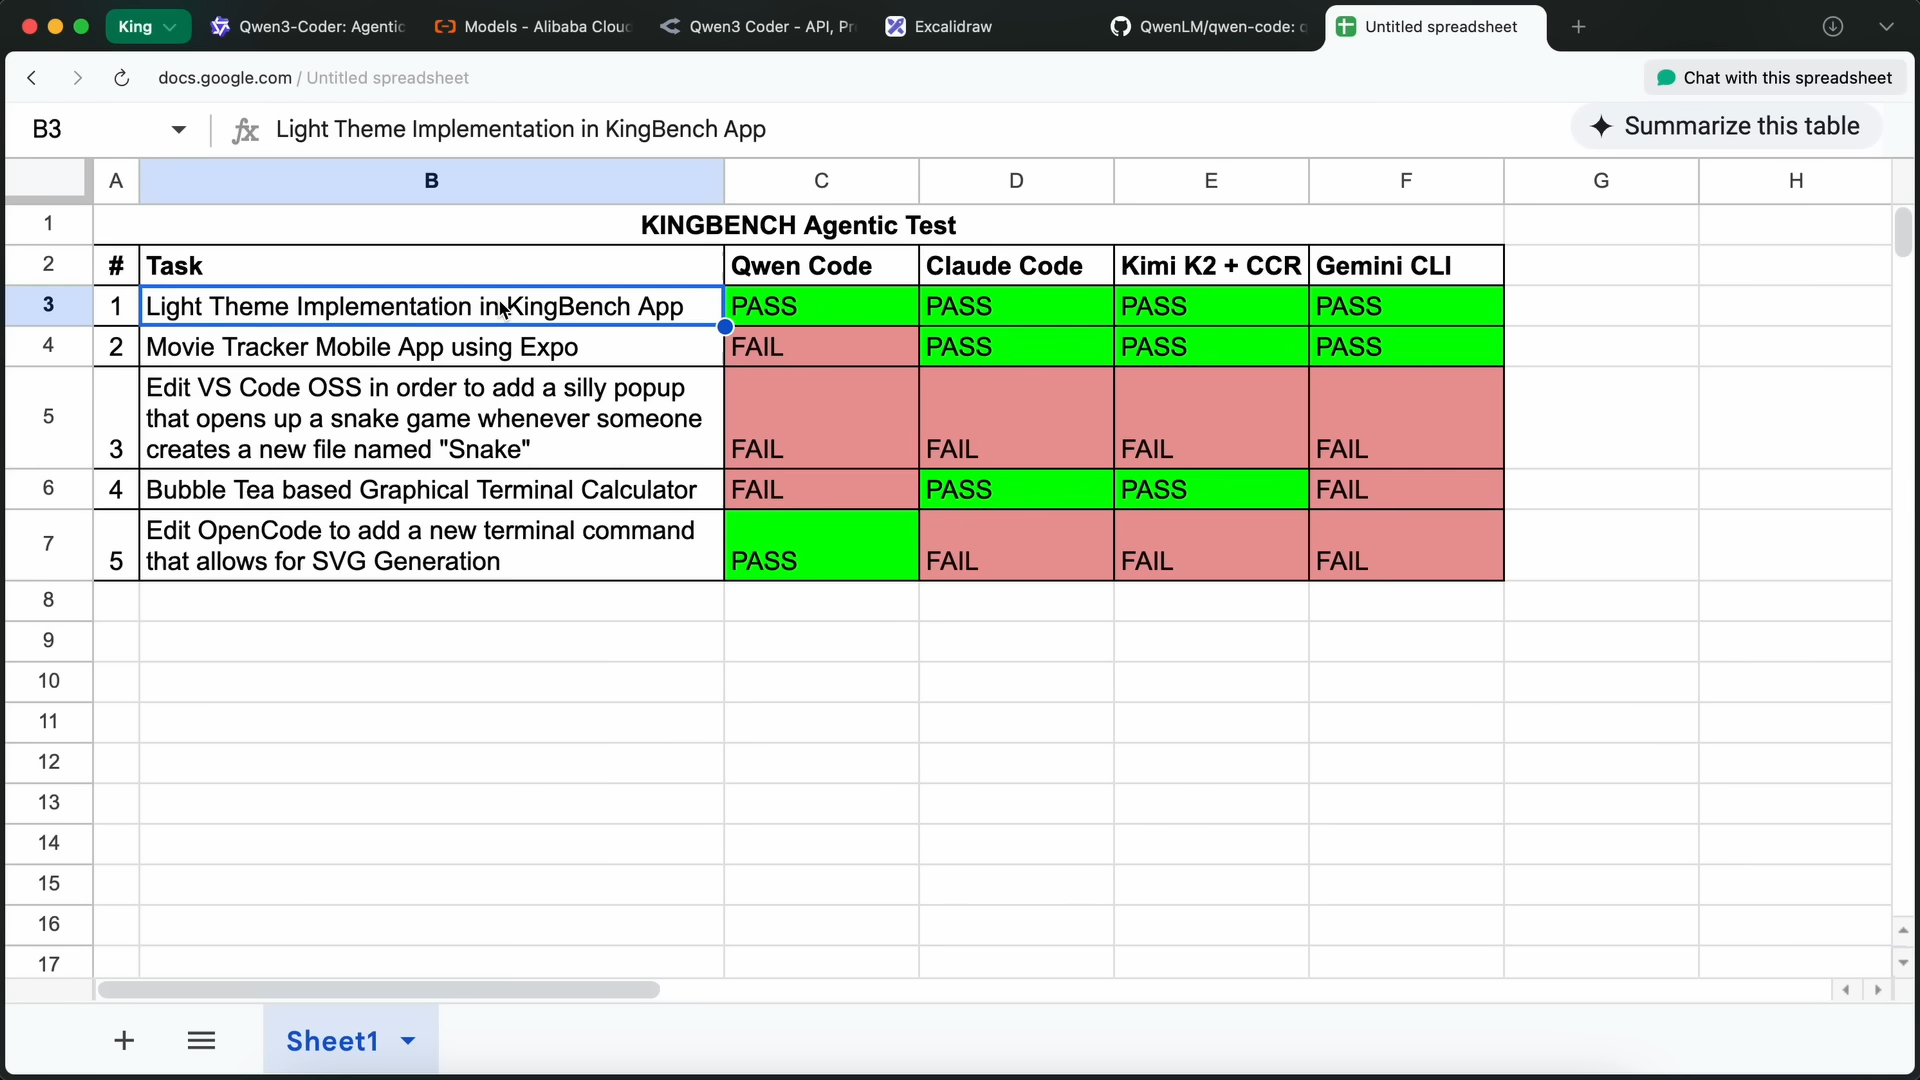 King
Qwen3-Coder: Agentic
Models - Alibaba Cloud
Qwen3 Coder - API, Pr
Excalidraw
QwenLM/qwen-code: q
Untitled spreadsheet
docs.google.com / Untitled spreadsheet
Chat with this spreadsheet
B3
fx Light Theme Implementation in KingBench App
Summarize this table
A B C D E F G H
1 KINGBENCH Agentic Test
2 # Task Qwen Code Claude Code Kimi K2 + CCR Gemini CLI
3 1 Light Theme Implementation in KingBench App PASS PASS PASS PASS
4 2 Movie Tracker Mobile App using Expo FAIL PASS PASS PASS
Edit VS Code OSS in order to add a silly popup
5 that opens up a snake game whenever someone
3 creates a new file named "Snake" FAIL FAIL FAIL FAIL
6 4 Bubble Tea based Graphical Terminal Calculator FAIL PASS PASS FAIL
7 Edit OpenCode to add a new terminal command
5 that allows for SVG Generation PASS FAIL FAIL FAIL
8
9
10
11
12
13
14
15
16
17
Sheet1